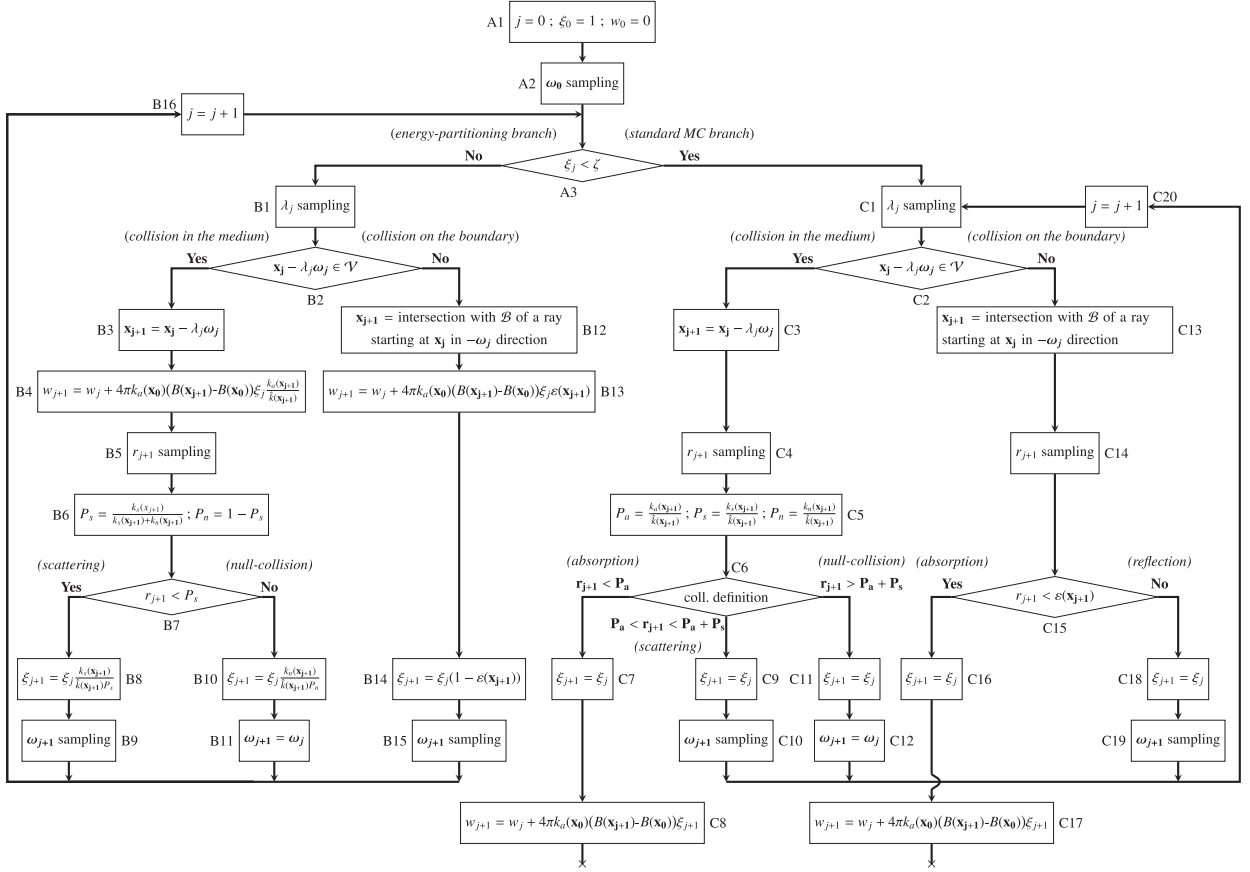 A1 j = 0 ; ξ₀ = 1 ; w₀ = 0
A2 ω₀ sampling
B16 j = j + 1
(energy-partitioning branch) (standard MC branch)
No ξⱼ < ζ Yes
A3
B1 λⱼ sampling
C1 λⱼ sampling
j = j + 1 C20
(collision in the medium) (collision on the boundary)
Yes xⱼ − λⱼωⱼ ∈ 𝒱 No
B2
(collision in the medium) (collision on the boundary)
Yes xⱼ − λⱼωⱼ ∈ 𝒱 No
C2
B3 xⱼ₊₁ = xⱼ − λⱼωⱼ
xⱼ₊₁ = intersection with ℬ of a ray
starting at xⱼ in −ωⱼ direction
B12
xⱼ₊₁ = xⱼ − λⱼωⱼ C3
xⱼ₊₁ = intersection with ℬ of a ray
starting at xⱼ in −ωⱼ direction
C13
B4 wⱼ₊₁ = wⱼ + 4πkₐ(x₀)(B(xⱼ₊₁)-B(x₀))ξⱼ kₐ(xⱼ₊₁)/k̂(xⱼ₊₁)
wⱼ₊₁ = wⱼ + 4πkₐ(x₀)(B(xⱼ₊₁)-B(x₀))ξⱼε(xⱼ₊₁) B13
B5 rⱼ₊₁ sampling
rⱼ₊₁ sampling C4
rⱼ₊₁ sampling C14
B6 Pₛ = kₛ(xⱼ₊₁)/(kₛ(xⱼ₊₁)+kₙ(xⱼ₊₁)) ; Pₙ = 1 − Pₛ
Pₐ = kₐ(xⱼ₊₁)/k̂(xⱼ₊₁) ; Pₛ = kₛ(xⱼ₊₁)/k̂(xⱼ₊₁) ; Pₙ = kₙ(xⱼ₊₁)/k̂(xⱼ₊₁) C5
(scattering) (null-collision)
Yes rⱼ₊₁ < Pₛ No
B7
(absorption) C6 (null-collision)
rⱼ₊₁ < Pₐ coll. definition rⱼ₊₁ > Pₐ + Pₛ
Pₐ < rⱼ₊₁ < Pₐ + Pₛ
(scattering)
(absorption) (reflection)
Yes rⱼ₊₁ < ε(xⱼ₊₁) No
C15
ξⱼ₊₁ = ξⱼ kₛ(xⱼ₊₁)/(k̂(xⱼ₊₁)Pₛ) B8
B10 ξⱼ₊₁ = ξⱼ kₙ(xⱼ₊₁)/(k̂(xⱼ₊₁)Pₙ)
B14 ξⱼ₊₁ = ξⱼ(1 − ε(xⱼ₊₁))
ξⱼ₊₁ = ξⱼ C7
ξⱼ₊₁ = ξⱼ C9
C11 ξⱼ₊₁ = ξⱼ
ξⱼ₊₁ = ξⱼ C16
C18 ξⱼ₊₁ = ξⱼ
ωⱼ₊₁ sampling B9
B11 ωⱼ₊₁ = ωⱼ
B15 ωⱼ₊₁ sampling
ωⱼ₊₁ sampling C10
ωⱼ₊₁ = ωⱼ C12
C19 ωⱼ₊₁ sampling
wⱼ₊₁ = wⱼ + 4πkₐ(x₀)(B(xⱼ₊₁)-B(x₀))ξⱼ₊₁ C8
wⱼ₊₁ = wⱼ + 4πkₐ(x₀)(B(xⱼ₊₁)-B(x₀))ξⱼ₊₁ C17